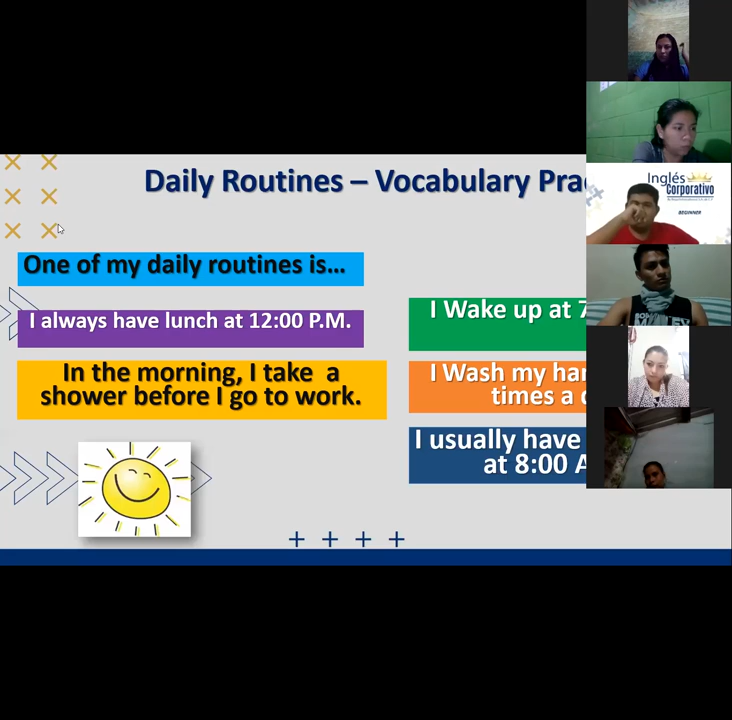 Daily Routines – Vocabulary
One of my daily routines is...
I always have lunch at 12:00 P.M.
In the morning, I take a
shower before I go to work.
I Wake up at 7
I Wash my
times a
I usually have
at 8:00
Inglés
Corporativo
BEGINNER